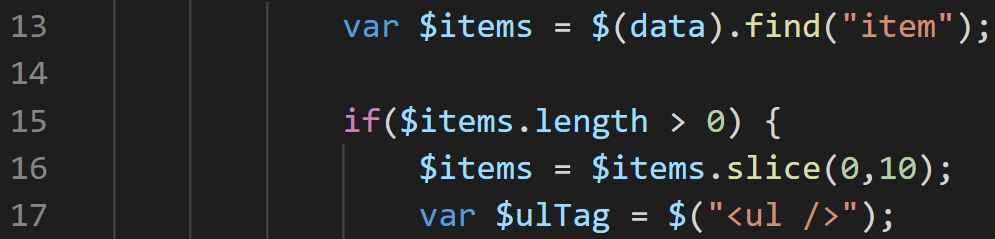 13 var $items = $(data).find("item");
14
15 if($items.length > 0) {
16 $items = $items.slice(0,10);
17 var $ulTag = $("<ul />");